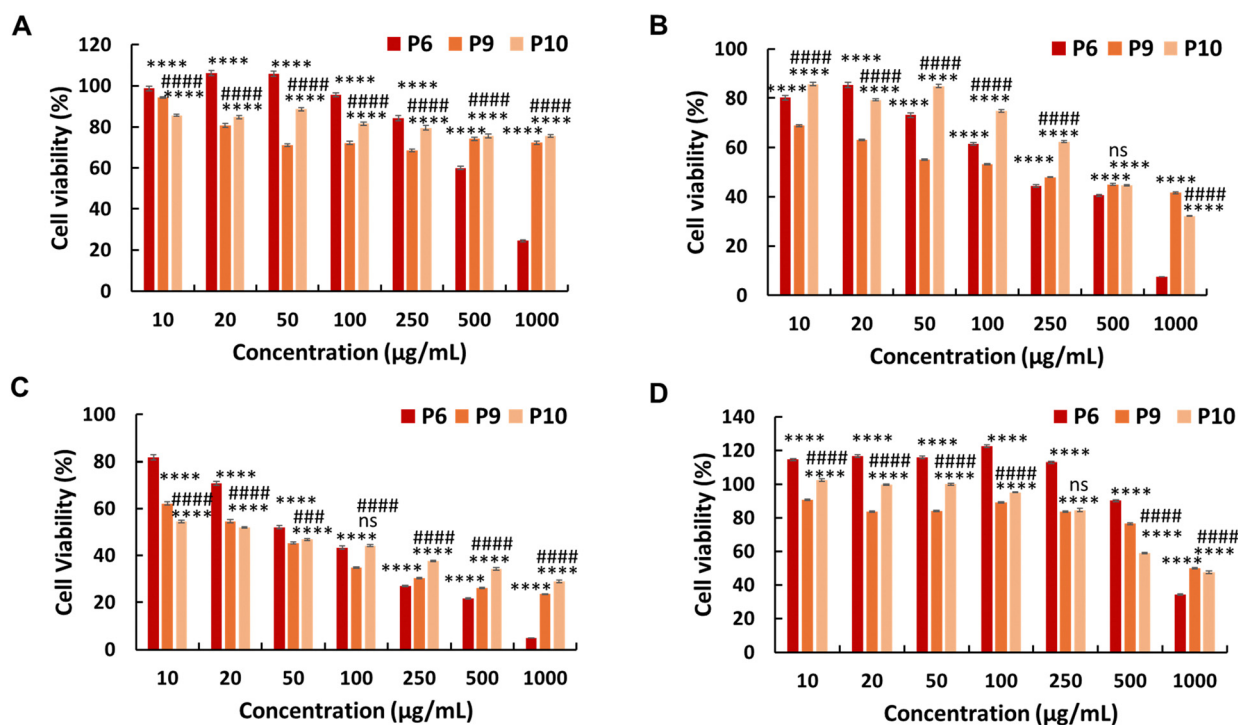 A
P6 P9 P10
120
100
80
60
40
20
0
Cell viability (%)
**** **** **** **** ****
#### #### #### #### #### #### ####
**** **** **** **** **** **** **** **** ****
10 20 50 100 250 500 1000
Concentration (µg/mL)
B
P6 P9 P10
100
80
60
40
20
0
Cell viability (%)
#### #### #### #### #### ns ####
**** **** **** **** **** **** ****
**** **** **** **** **** **** ****
10 20 50 100 250 500 1000
Concentration (µg/mL)
C
P6 P9 P10
100
80
60
40
20
0
Cell Viability (%)
**** **** **** **** **** **** ****
#### #### ### #### #### #### ####
**** **** **** ns **** **** ****
10 20 50 100 250 500 1000
Concentration (µg/mL)
D
P6 P9 P10
140
120
100
80
60
40
20
0
Cell viability (%)
**** **** **** **** **** **** ****
#### #### #### #### ns #### ####
**** **** **** **** **** **** ****
10 20 50 100 250 500 1000
Concentration (µg/mL)